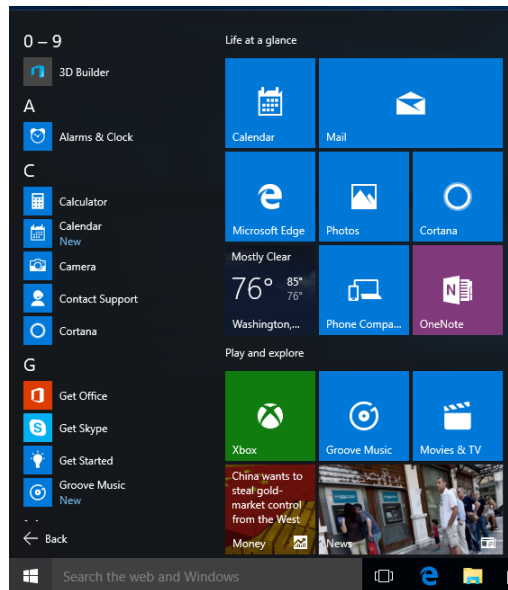 0 – 9
3D Builder
A
Alarms & Clock
C
Calculator
Calendar
New
Camera
Contact Support
Cortana
G
Get Office
Get Skype
Get Started
Groove Music
New
Back
Life at a glance
Calendar
Mail
Microsoft Edge
Photos
Cortana
Mostly Clear
76° 85°
76°
Washington,...
Phone Compa...
OneNote
Play and explore
Xbox
Groove Music
Movies & TV
China wants to
steal gold-
market control
from the West
Money
News
Search the web and Windows